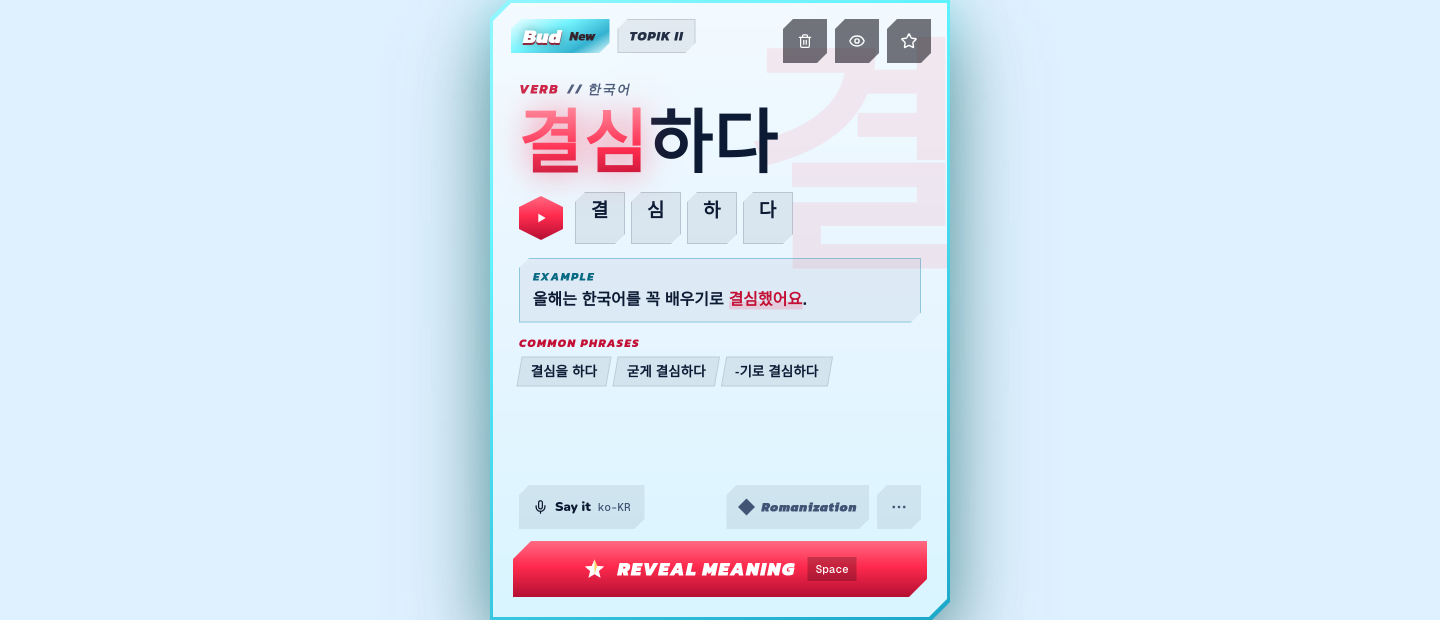 Bud New TOPIK II
VERB // 한국어
결
결심하다
결 심 하 다
EXAMPLE
올해는 한국어를 꼭 배우기로 결심했어요.
COMMON PHRASES
결심을 하다 굳게 결심하다 -기로 결심하다
Say it ko-KR Romanization
REVEAL MEANING Space